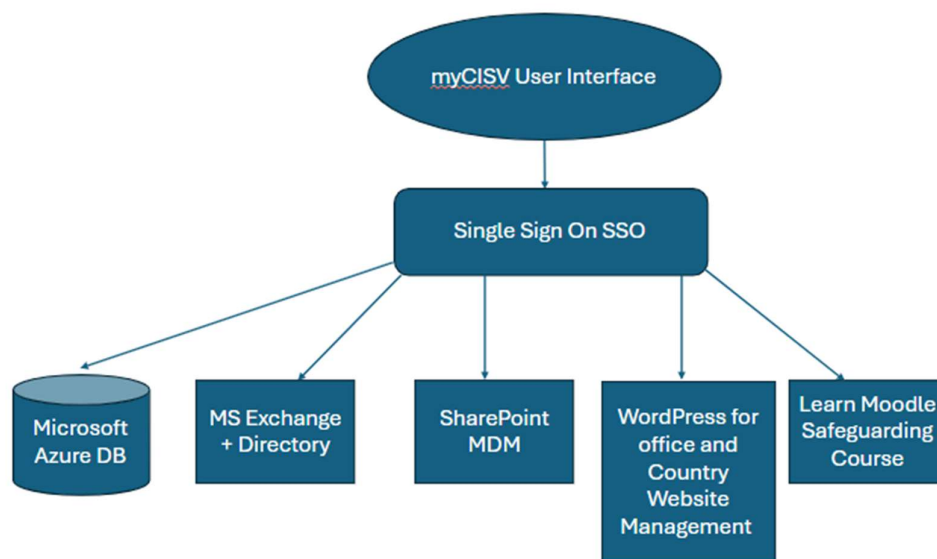 myCISV User Interface
Single Sign On SSO
Microsoft
Azure DB
MS Exchange
+ Directory
SharePoint
MDM
WordPress for
office and
Country
Website
Management
Learn Moodle
Safeguarding
Course